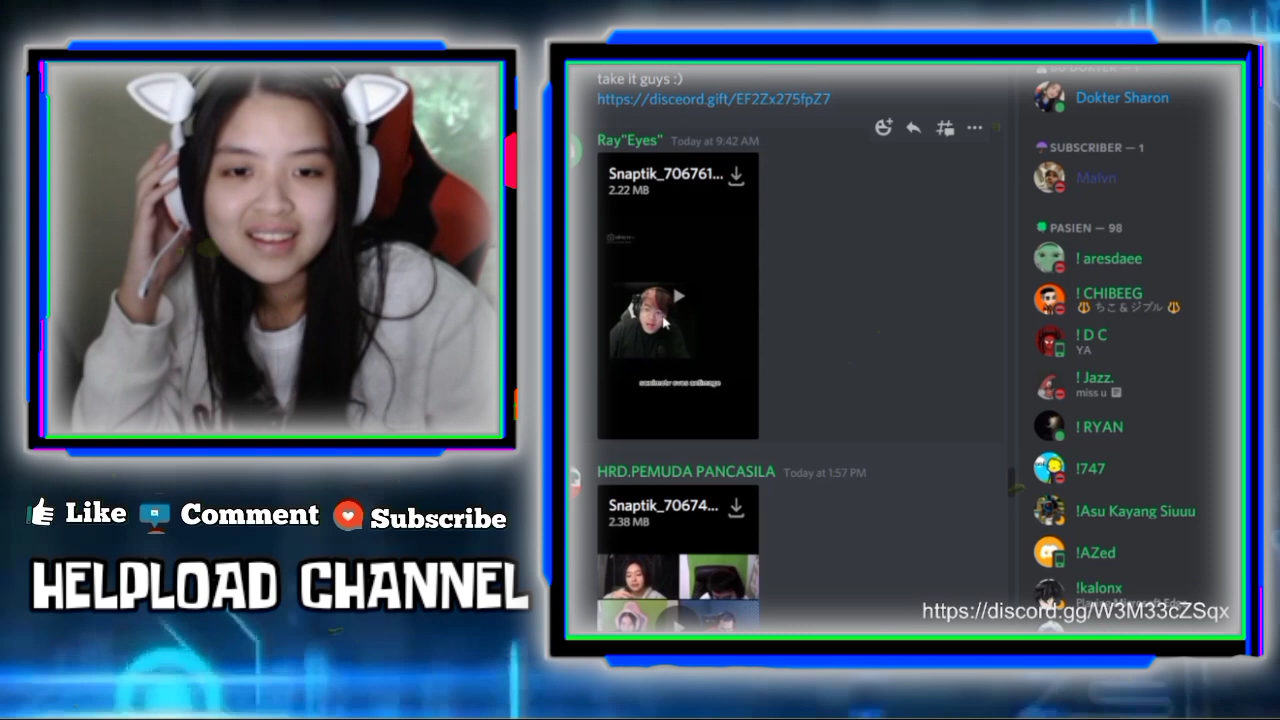 take it guys :)
https://disceord.gift/EF2Zx275fpZ7
Ray"Eyes" Today at 9:42 AM
Snaptik_706761...
2.22 MB
HRD.PEMUDA PANCASILA Today at 1:57 PM
Snaptik_70674...
2.38 MB
Dokter Sharon
SUBSCRIBER — 1
Malvn
PASIEN — 98
! aresdaee
! CHIBEEG
ちこ & ジブル
! D C
YA
! Jazz.
miss u
! RYAN
!747
!Asu Kayang Siuuu
!AZed
!kalonx
https://discord.gg/W3M33cZSqx
Like Comment Subscribe
HELPLOAD CHANNEL